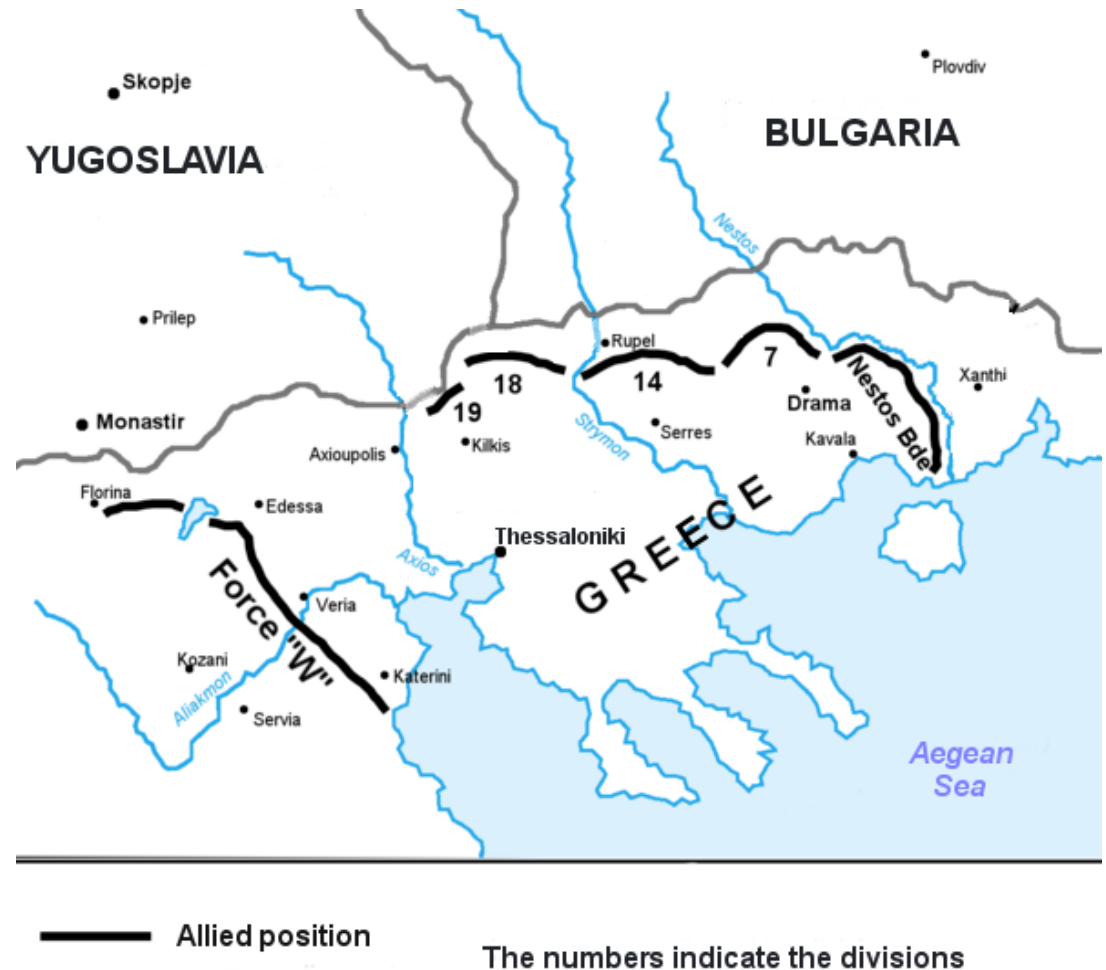 Plovdiv
Skopje
BULGARIA
YUGOSLAVIA
Nestos
Prilep
Rupel
7
18
14
Xanthi
Nestos Bde
Drama
19
Monastir
Strymon
Serres
Kavala
Kilkis
Axioupolis
Florina
Edessa
GREECE
Thessaloniki
Axios
Force "W"
Veria
Kozani
Katerini
Aliakmon
Servia
Aegean
Sea
Allied position
The numbers indicate the divisions